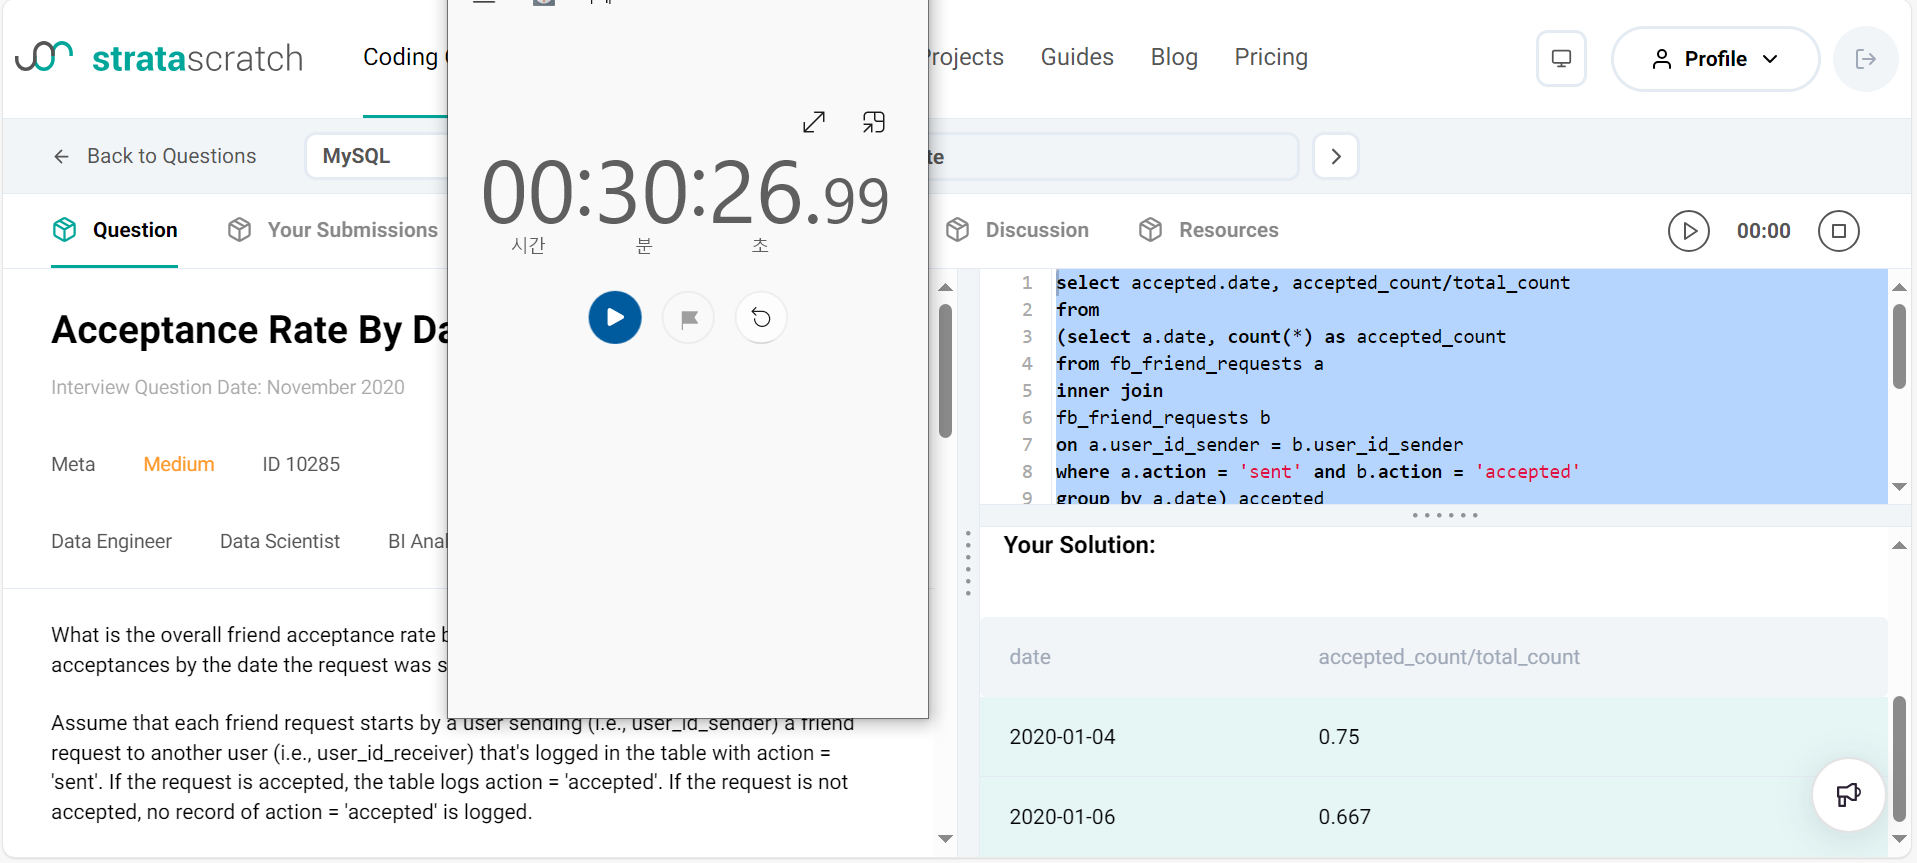 stratascratch
Coding
Projects
Guides
Blog
Pricing
Profile
Back to Questions
MySQL
te
00:30:26.99
시간
분
초
Question
Your Submissions
Discussion
Resources
00:00
Acceptance Rate By Da
Interview Question Date: November 2020
Meta
Medium
ID 10285
Data Engineer
Data Scientist
BI Anal
What is the overall friend acceptance rate b
acceptances by the date the request was s
Assume that each friend request starts by a user sending (i.e., user_id_sender) a friend
request to another user (i.e., user_id_receiver) that's logged in the table with action =
'sent'. If the request is accepted, the table logs action = 'accepted'. If the request is not
accepted, no record of action = 'accepted' is logged.
1 select accepted.date, accepted_count/total_count
2 from
3 (select a.date, count(*) as accepted_count
4 from fb_friend_requests a
5 inner join
6 fb_friend_requests b
7 on a.user_id_sender = b.user_id_sender
8 where a.action = 'sent' and b.action = 'accepted'
9 group by a.date) accepted
Your Solution:
date accepted_count/total_count
2020-01-04 0.75
2020-01-06 0.667